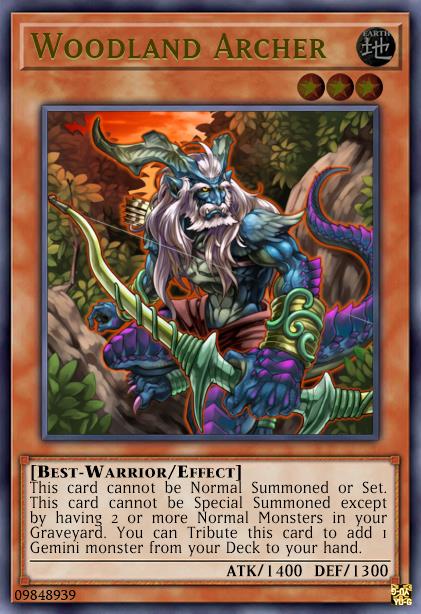 Woodland Archer
EARTH
地
[Best-Warrior/Effect]
This card cannot be Normal Summoned or Set.
This card cannot be Special Summoned except
by having 2 or more Normal Monsters in your
Graveyard. You can Tribute this card to add 1
Gemini monster from your Deck to your hand.
ATK/1400 DEF/1300
09848939